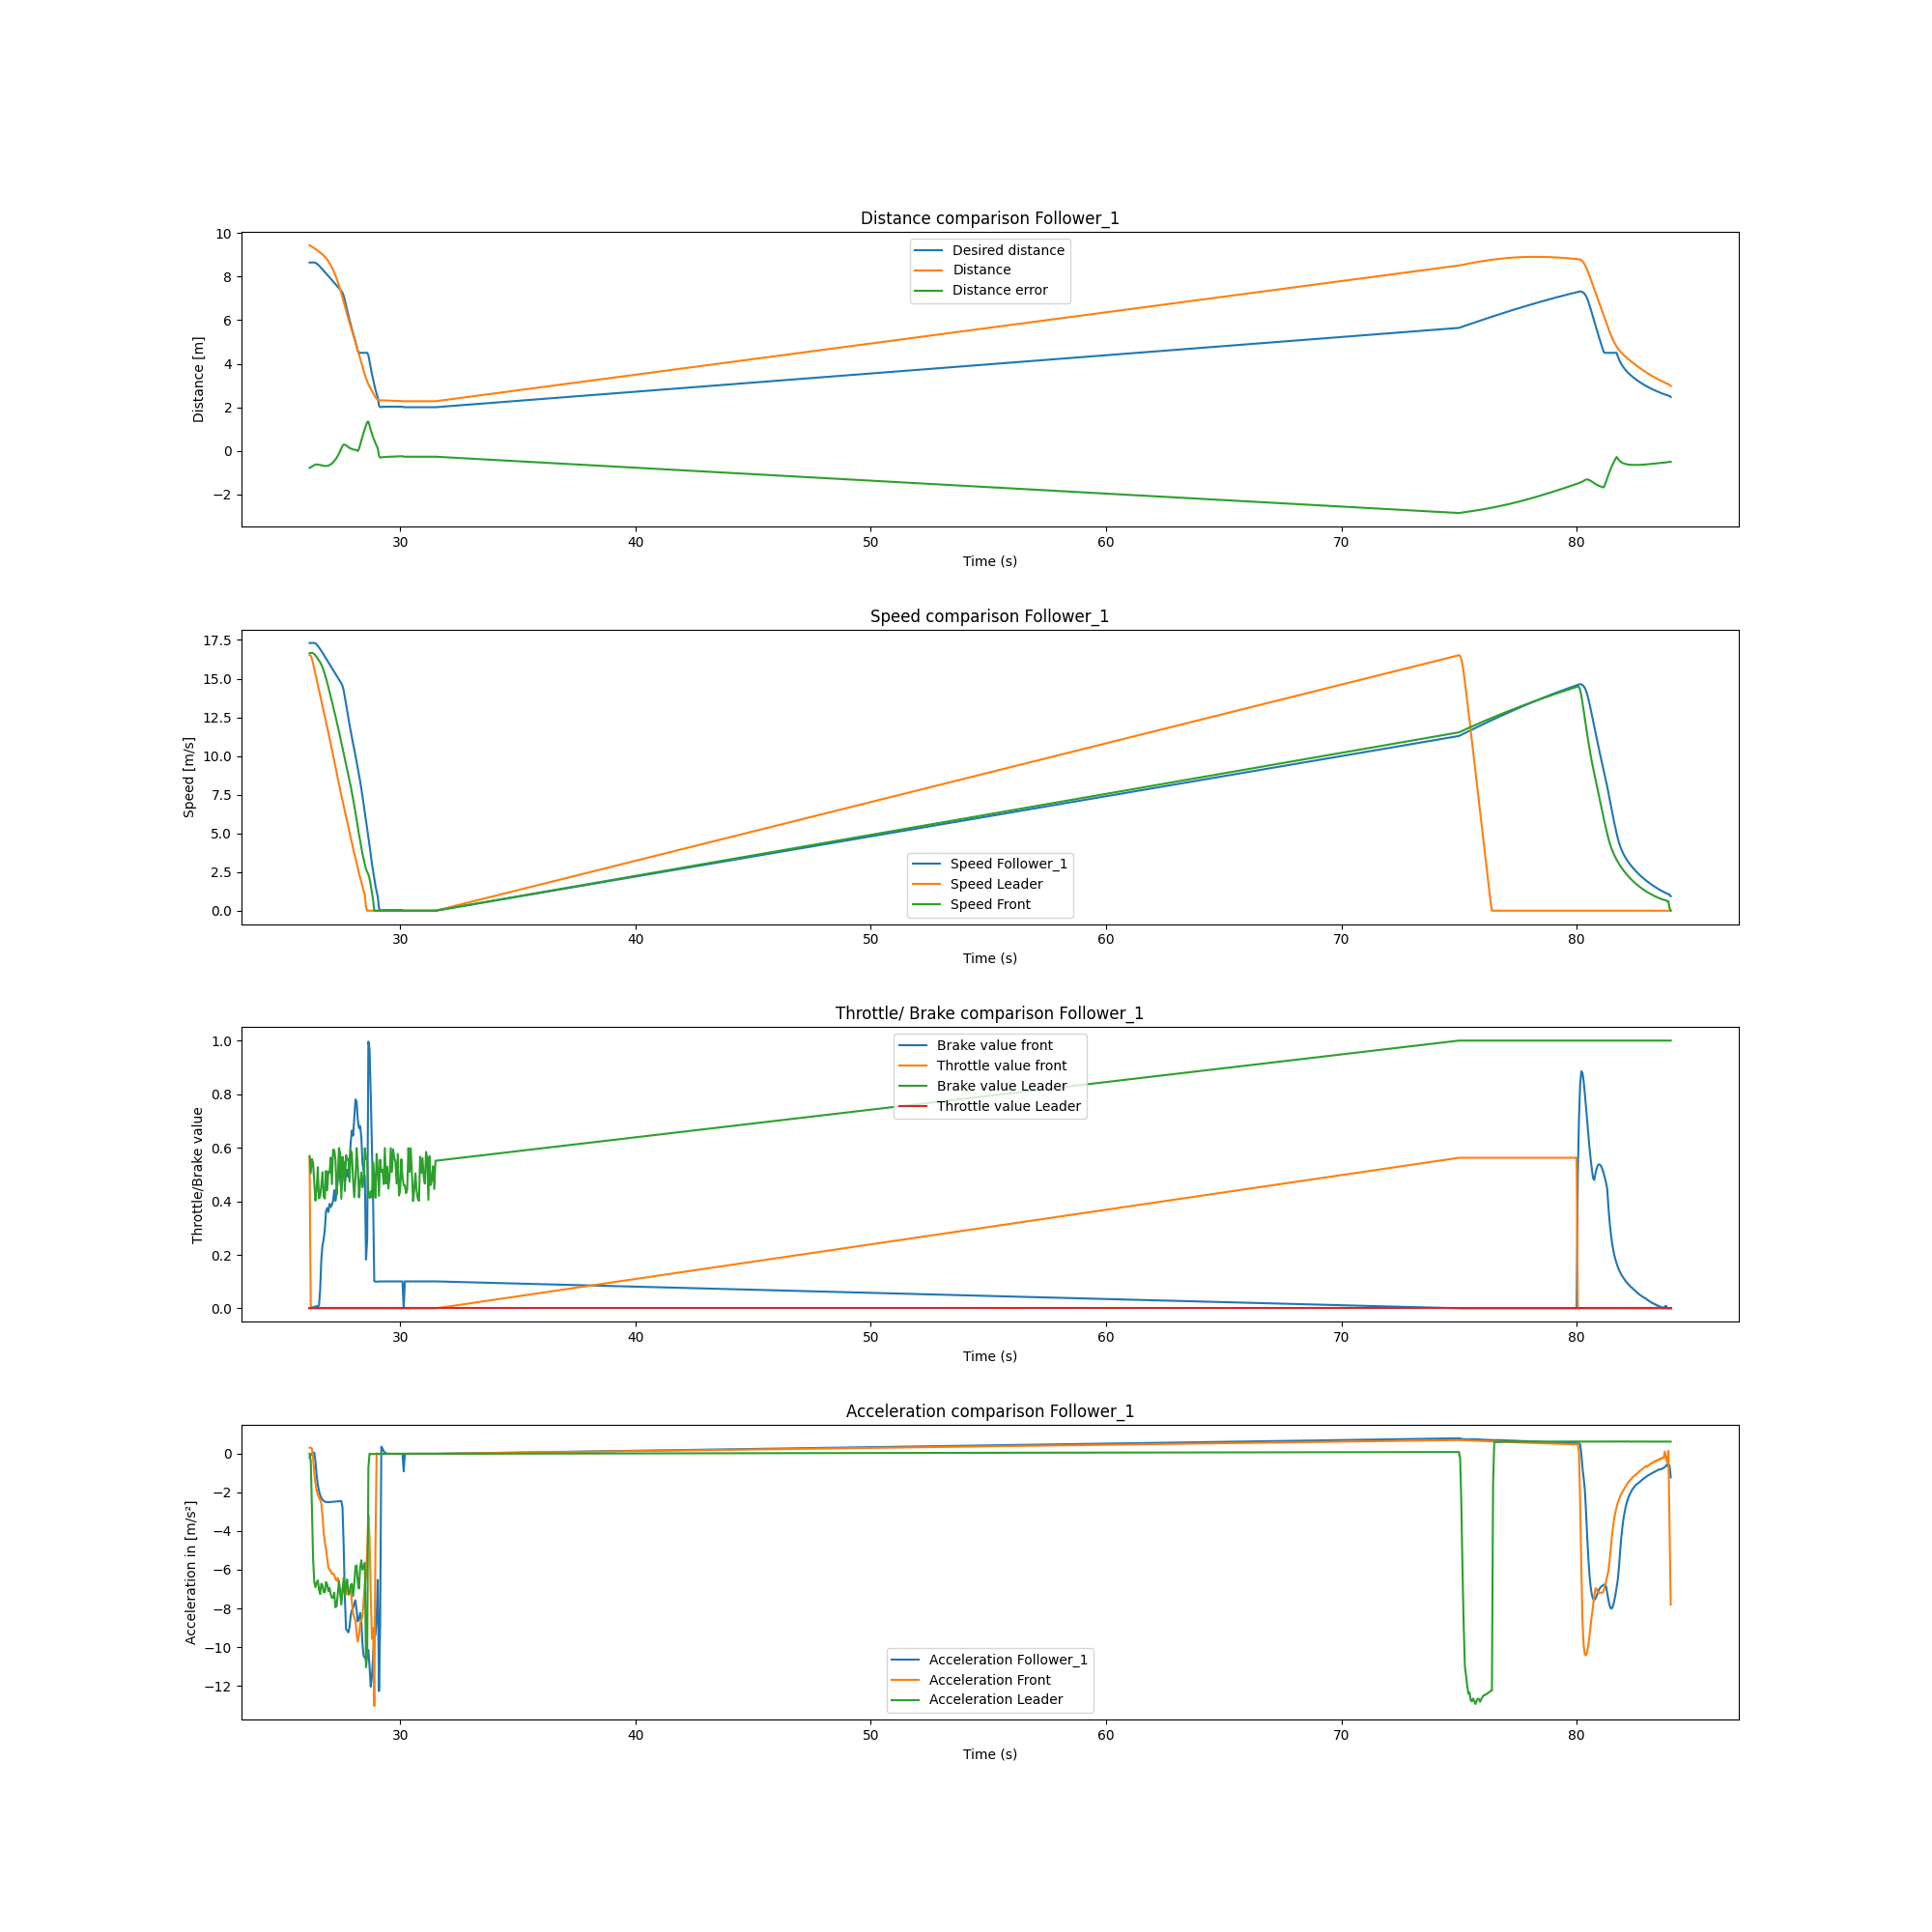 Distance comparison Follower_1
10
8
6
4
2
0
−2
Distance [m]
Desired distance
Distance
Distance error
30 40 50 60 70 80
Time (s)
Speed comparison Follower_1
17.5
15.0
12.5
10.0
7.5
5.0
2.5
0.0
Speed [m/s]
Speed Follower_1
Speed Leader
Speed Front
30 40 50 60 70 80
Time (s)
Throttle/ Brake comparison Follower_1
1.0
0.8
0.6
0.4
0.2
0.0
Throttle/Brake value
Brake value front
Throttle value front
Brake value Leader
Throttle value Leader
30 40 50 60 70 80
Time (s)
Acceleration comparison Follower_1
0
−2
−4
−6
−8
−10
−12
Acceleration in [m/s²]
Acceleration Follower_1
Acceleration Front
Acceleration Leader
30 40 50 60 70 80
Time (s)